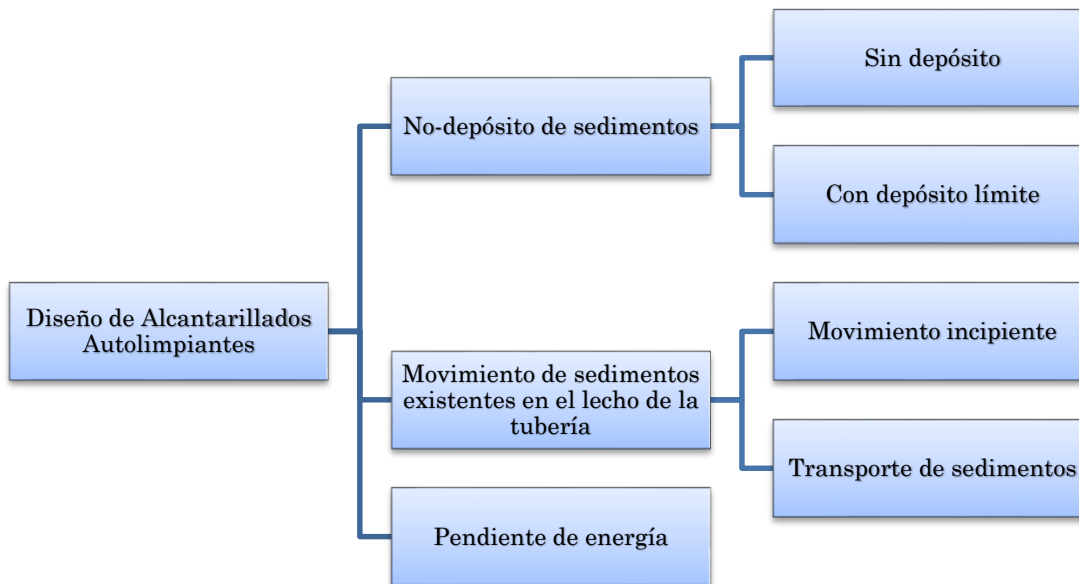 Diseño de Alcantarillados
Autolimpiantes
No-depósito de sedimentos
Sin depósito
Con depósito límite
Movimiento de sedimentos
existentes en el lecho de la
tubería
Movimiento incipiente
Transporte de sedimentos
Pendiente de energía